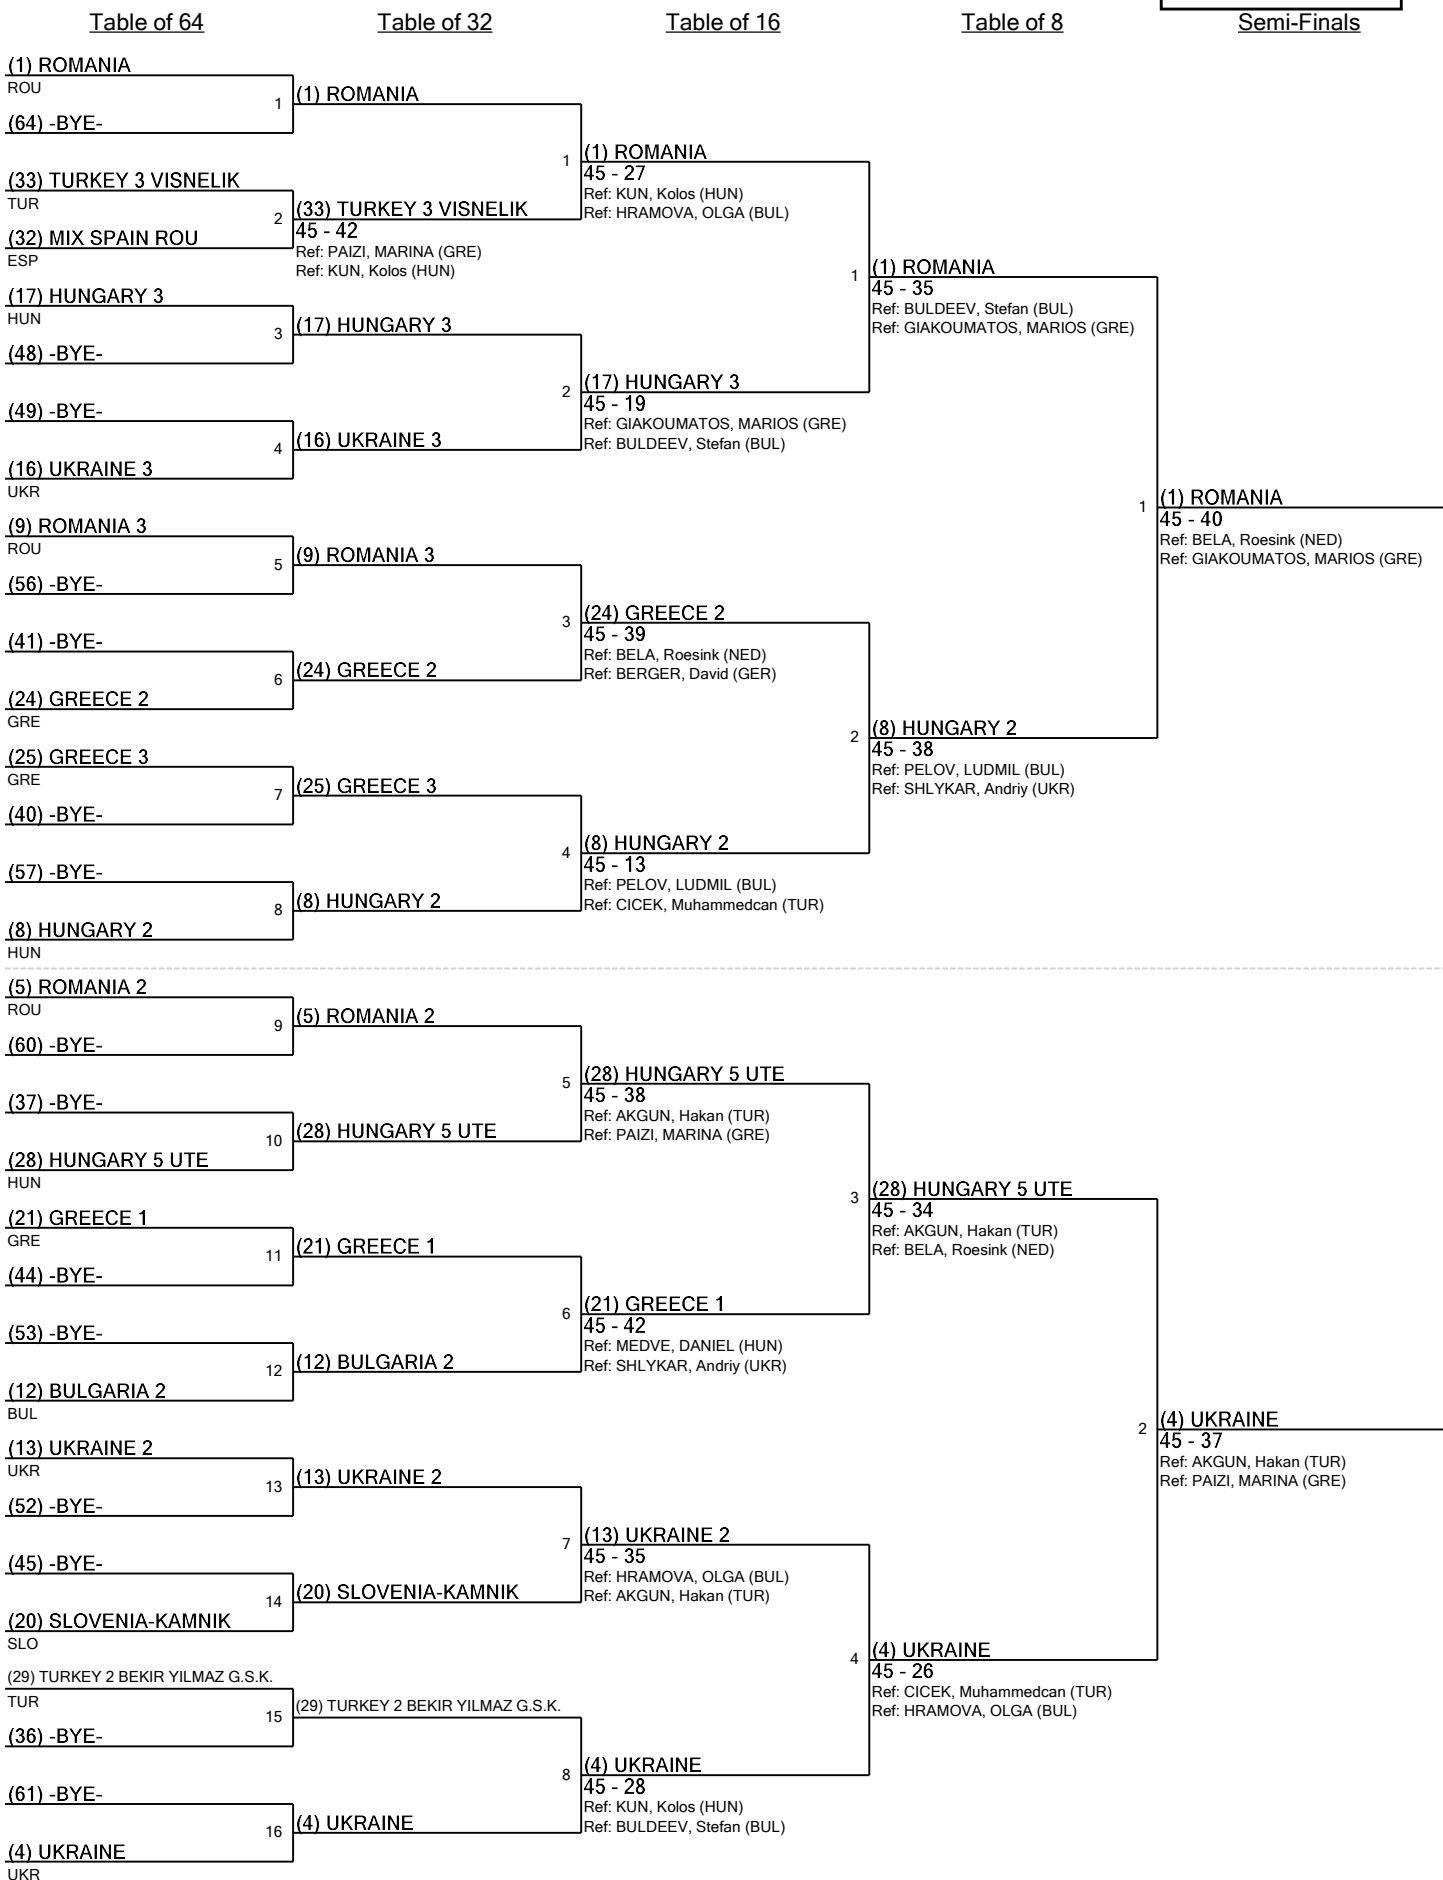 Table of 64
Table of 32
Table of 16
Table of 8
Semi-Finals
(1) ROMANIA
ROU
1
(64) -BYE-
(33) TURKEY 3 VISNELIK
TUR
2
(32) MIX SPAIN ROU
ESP
(17) HUNGARY 3
HUN
3
(48) -BYE-
(49) -BYE-
4
(16) UKRAINE 3
UKR
(9) ROMANIA 3
ROU
5
(56) -BYE-
(41) -BYE-
6
(24) GREECE 2
GRE
(25) GREECE 3
GRE
7
(40) -BYE-
(57) -BYE-
8
(8) HUNGARY 2
HUN
(5) ROMANIA 2
ROU
9
(60) -BYE-
(37) -BYE-
10
(28) HUNGARY 5 UTE
HUN
(21) GREECE 1
GRE
11
(44) -BYE-
(53) -BYE-
12
(12) BULGARIA 2
BUL
(13) UKRAINE 2
UKR
13
(52) -BYE-
(45) -BYE-
14
(20) SLOVENIA-KAMNIK
SLO
(29) TURKEY 2 BEKIR YILMAZ G.S.K.
TUR
15
(36) -BYE-
(61) -BYE-
16
(4) UKRAINE
UKR
(1) ROMANIA
1
(33) TURKEY 3 VISNELIK
45 - 42
Ref: PAIZI, MARINA (GRE)
Ref: KUN, Kolos (HUN)
(17) HUNGARY 3
2
(16) UKRAINE 3
(9) ROMANIA 3
3
(24) GREECE 2
(25) GREECE 3
4
(8) HUNGARY 2
(5) ROMANIA 2
5
(28) HUNGARY 5 UTE
(21) GREECE 1
6
(12) BULGARIA 2
(13) UKRAINE 2
7
(20) SLOVENIA-KAMNIK
(29) TURKEY 2 BEKIR YILMAZ G.S.K.
8
(4) UKRAINE
(1) ROMANIA
45 - 27
Ref: KUN, Kolos (HUN)
Ref: HRAMOVA, OLGA (BUL)
1
(17) HUNGARY 3
45 - 19
Ref: GIAKOUMATOS, MARIOS (GRE)
Ref: BULDEEV, Stefan (BUL)
(24) GREECE 2
45 - 39
Ref: BELA, Roesink (NED)
Ref: BERGER, David (GER)
2
(8) HUNGARY 2
45 - 13
Ref: PELOV, LUDMIL (BUL)
Ref: CICEK, Muhammedcan (TUR)
(28) HUNGARY 5 UTE
45 - 38
Ref: AKGUN, Hakan (TUR)
Ref: PAIZI, MARINA (GRE)
3
(21) GREECE 1
45 - 42
Ref: MEDVE, DANIEL (HUN)
Ref: SHLYKAR, Andriy (UKR)
(13) UKRAINE 2
45 - 35
Ref: HRAMOVA, OLGA (BUL)
Ref: AKGUN, Hakan (TUR)
4
(4) UKRAINE
45 - 28
Ref: KUN, Kolos (HUN)
Ref: BULDEEV, Stefan (BUL)
(1) ROMANIA
45 - 35
Ref: BULDEEV, Stefan (BUL)
Ref: GIAKOUMATOS, MARIOS (GRE)
1
(8) HUNGARY 2
45 - 38
Ref: PELOV, LUDMIL (BUL)
Ref: SHLYKAR, Andriy (UKR)
(28) HUNGARY 5 UTE
45 - 34
Ref: AKGUN, Hakan (TUR)
Ref: BELA, Roesink (NED)
2
(4) UKRAINE
45 - 26
Ref: CICEK, Muhammedcan (TUR)
Ref: HRAMOVA, OLGA (BUL)
(1) ROMANIA
45 - 40
Ref: BELA, Roesink (NED)
Ref: GIAKOUMATOS, MARIOS (GRE)
(4) UKRAINE
45 - 37
Ref: AKGUN, Hakan (TUR)
Ref: PAIZI, MARINA (GRE)